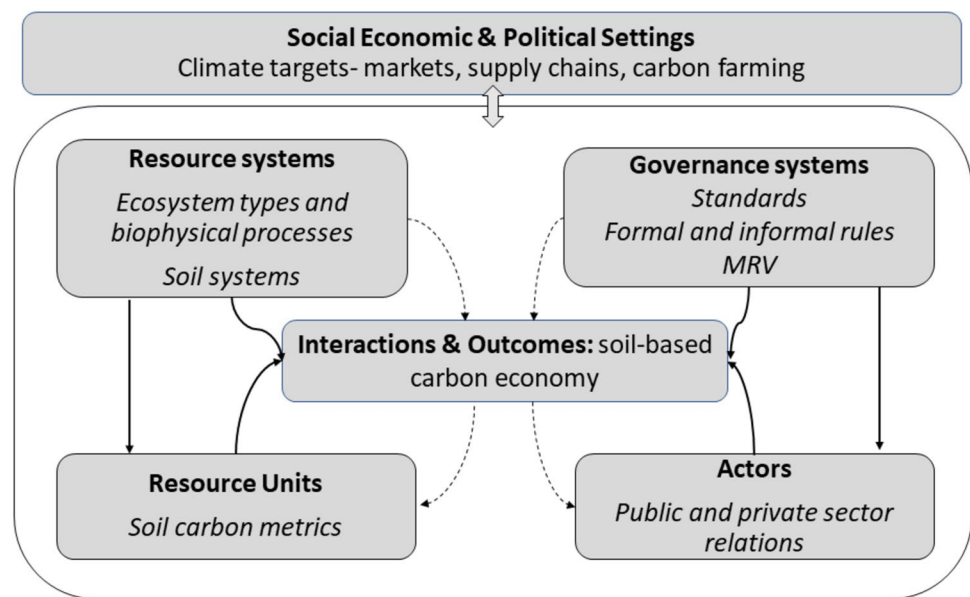 Social Economic & Political Settings
Climate targets- markets, supply chains, carbon farming
Resource systems
Ecosystem types and
biophysical processes
Soil systems
Governance systems
Standards
Formal and informal rules
MRV
Interactions & Outcomes: soil-based
carbon economy
Resource Units
Soil carbon metrics
Actors
Public and private sector
relations